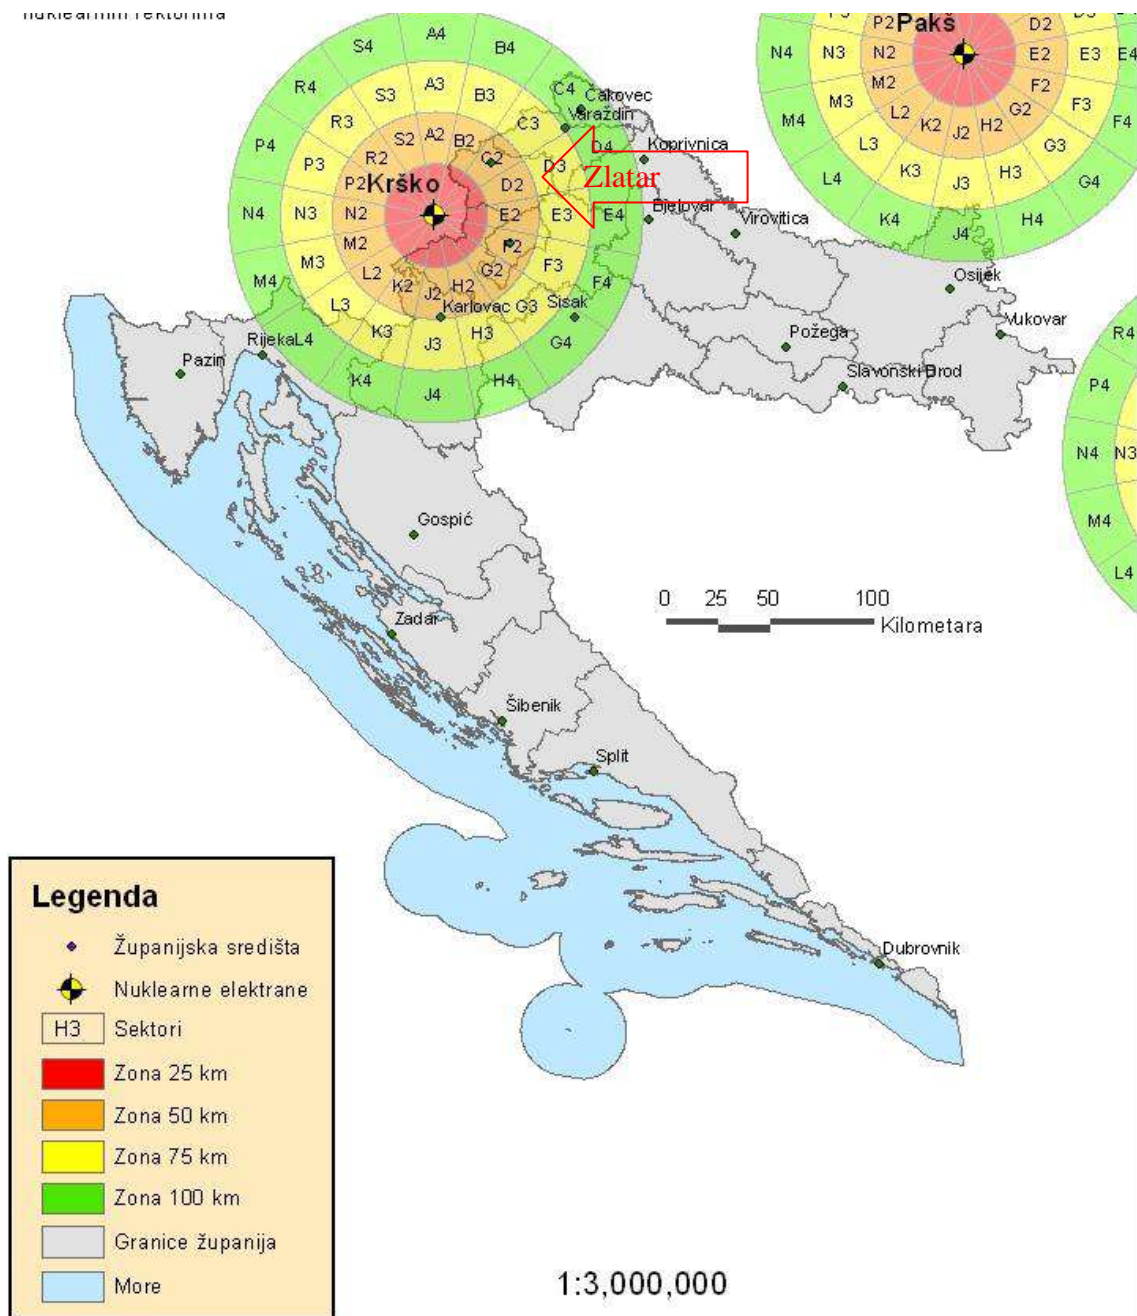 nuklearnim rektorima
A4
S4
B4
R4
C4
Čakovec
Varaždin
A3
S3
B3
R3
C3
P4
P3
A2
S2
B2
R2
C2
D3
D4
Koprivnica
Zlatar
P2
Krško
D2
N4
N3
N2
E2
E3
E4
Bjelovar
Virovitica
M4
M3
M2
F2
F3
F4
L2
G2
K2
J2
H2
L3
Karlovac
G3
Sisak
K3
J3
H3
G4
Rijeka
L4
K4
J4
H4
Pazin
P3
P2
Pakš
D2
D3
N4
N3
N2
E2
E3
E4
M2
F2
M4
M3
L2
G2
F3
F4
K2
J2
H2
L3
G3
K3
J3
H3
L4
G4
K4
J4
H4
Osijek
Požega
Vukovar
Slavonski Brod
R4
P4
N4
N3
M4
L4
Gospić
Zadar
0 25 50 100
Kilometara
Šibenik
Split
Dubrovnik
Legenda
Županijska središta
Nuklearne elektrane
H3 Sektori
Zona 25 km
Zona 50 km
Zona 75 km
Zona 100 km
Granice županija
More
1:3,000,000